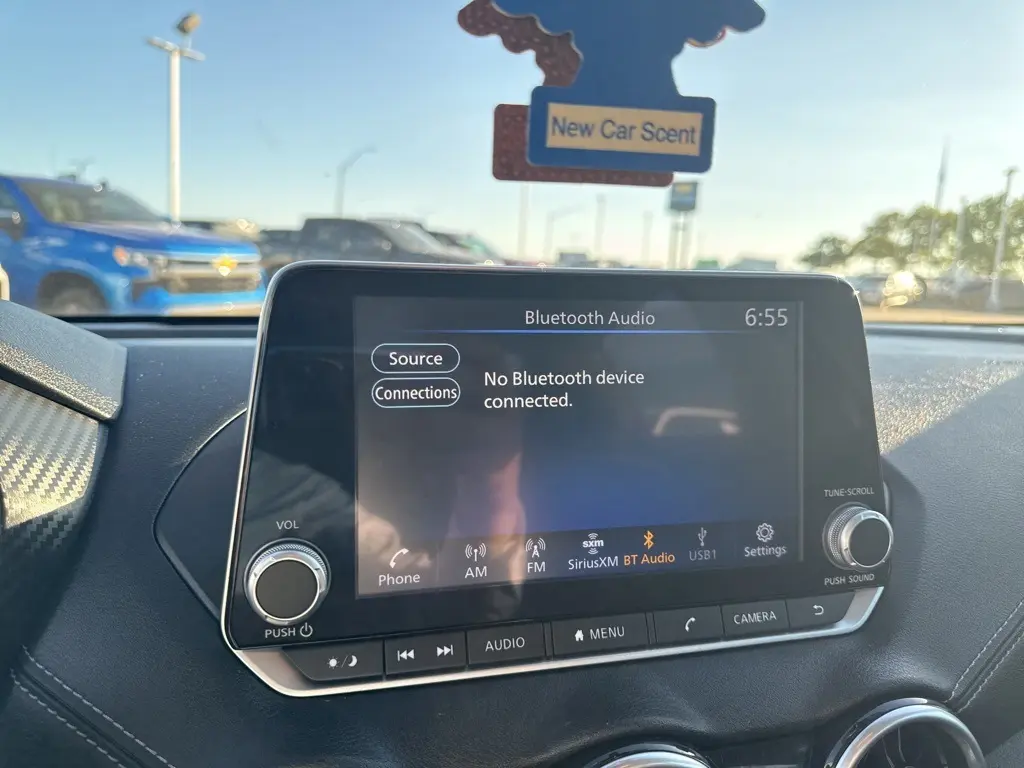 New Car Scent
Bluetooth Audio
6:55
Source
Connections
No Bluetooth device
connected.
TUNE-SCROLL
VOL
Phone
AM
FM
sxm
SiriusXM
BT Audio
USB1
Settings
PUSH SOUND
PUSH
AUDIO
MENU
CAMERA